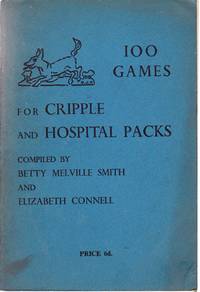 100
GAMES
FOR CRIPPLE
AND HOSPITAL PACKS
COMPILED BY
BETTY MELVILLE SMITH
AND
ELIZABETH CONNELL
PRICE 6d.